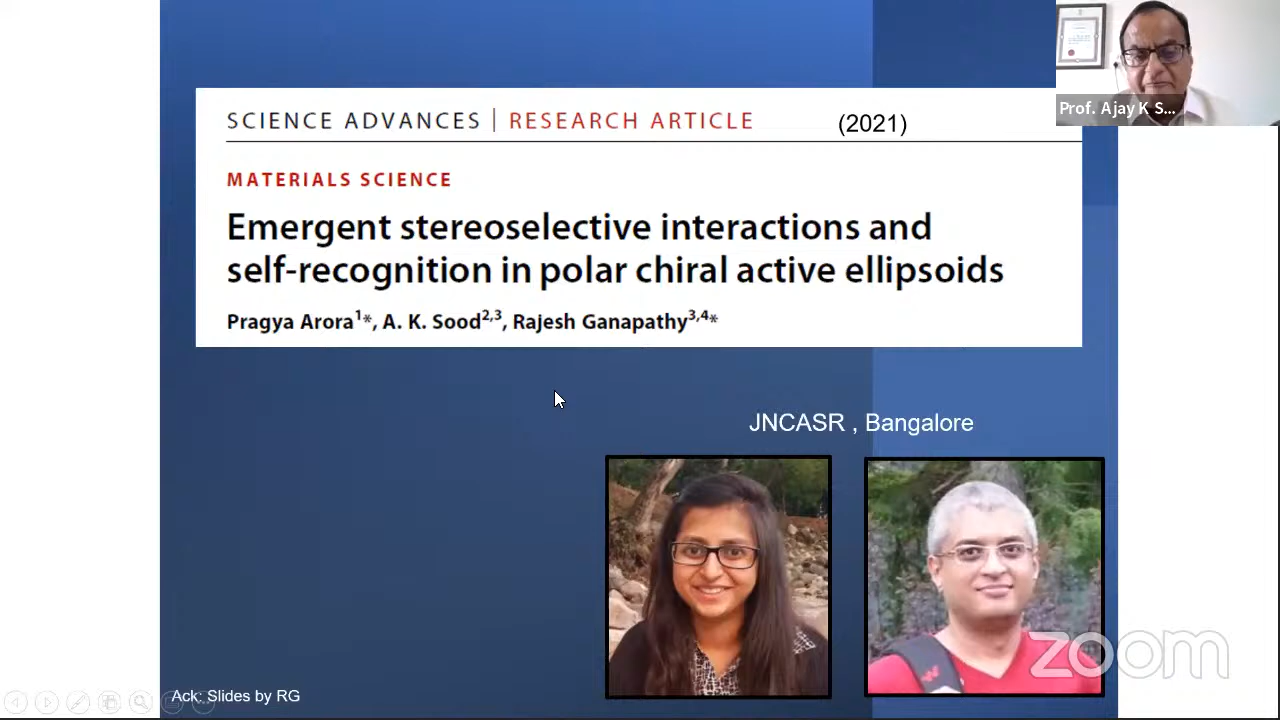 SCIENCE ADVANCES | RESEARCH ARTICLE (2021)
MATERIALS SCIENCE
Emergent stereoselective interactions and
self-recognition in polar chiral active ellipsoids
Pragya Arora1*, A. K. Sood2,3, Rajesh Ganapathy3,4*
JNCASR , Bangalore
Ack: Slides by RG
Prof. Ajay K S...
zoom